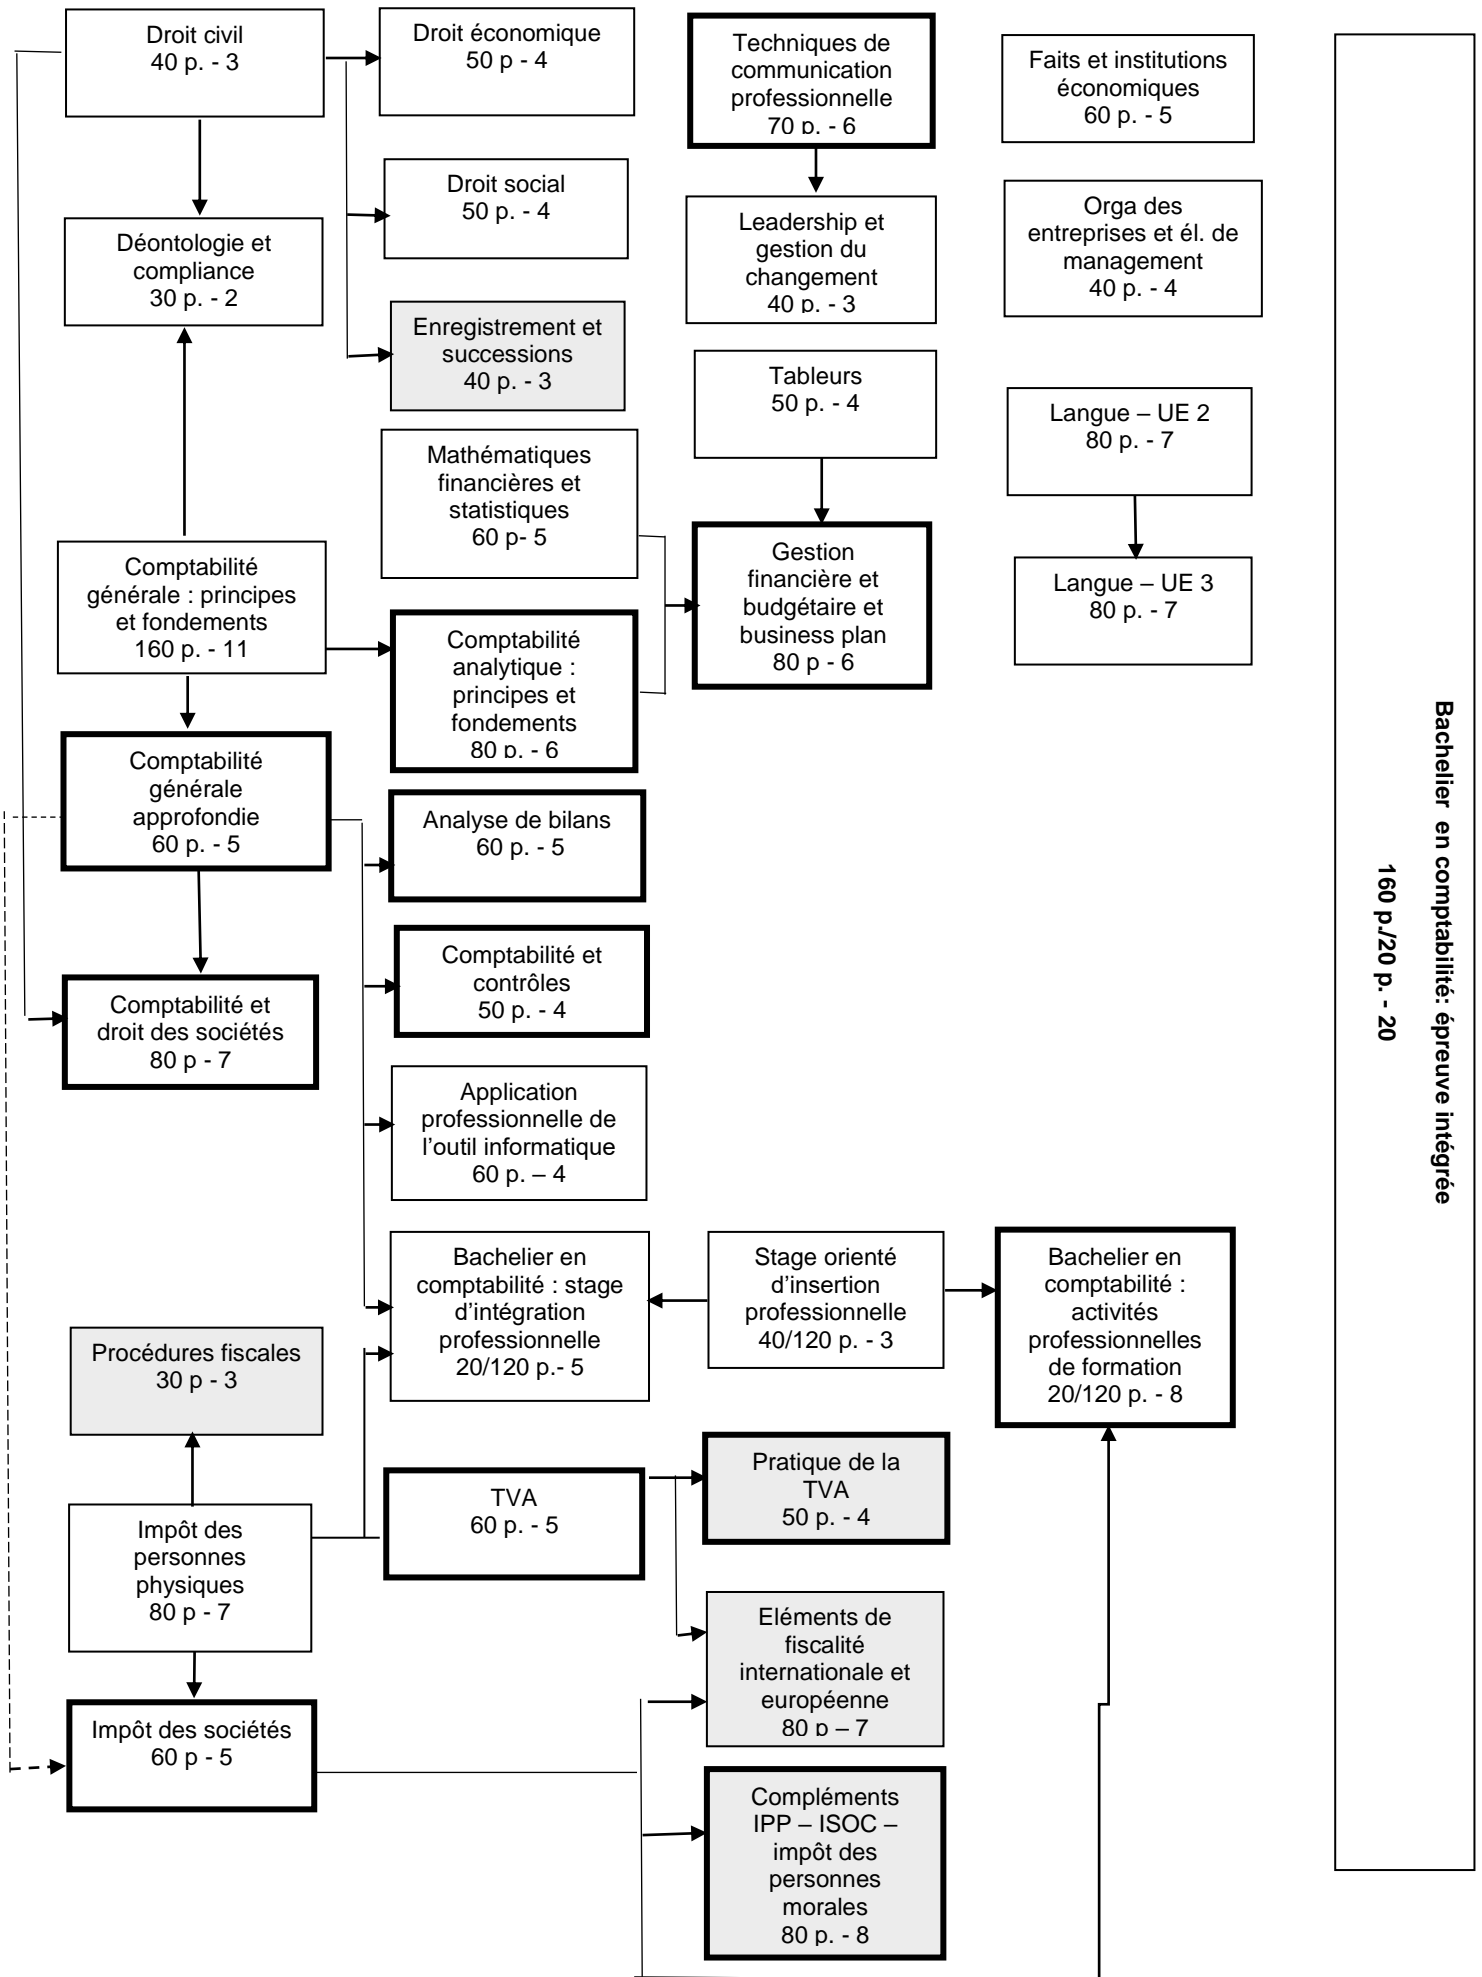 Droit civil
40 p. - 3
Droit économique
50 p - 4
Techniques de
communication
professionnelle
70 p. - 6
Faits et institutions
économiques
60 p. - 5
Droit social
50 p. - 4
Leadership et
gestion du
changement
40 p. - 3
Orga des
entreprises et él. de
management
40 p. - 4
Déontologie et
compliance
30 p. - 2
Enregistrement et
successions
40 p. - 3
Tableurs
50 p. - 4
Langue – UE 2
80 p. - 7
Mathématiques
financières et
statistiques
60 p- 5
Gestion
financière et
budgétaire et
business plan
80 p - 6
Langue – UE 3
80 p. - 7
Comptabilité
générale : principes
et fondements
160 p. - 11
Comptabilité
analytique :
principes et
fondements
80 p. - 6
Comptabilité
générale
approfondie
60 p. - 5
Analyse de bilans
60 p. - 5
Comptabilité et
contrôles
50 p. - 4
Comptabilité et
droit des sociétés
80 p - 7
Application
professionnelle de
l’outil informatique
60 p. – 4
Bachelier en
comptabilité : stage
d’intégration
professionnelle
20/120 p.- 5
Stage orienté
d’insertion
professionnelle
40/120 p. - 3
Bachelier en
comptabilité :
activités
professionnelles
de formation
20/120 p. - 8
Procédures fiscales
30 p - 3
TVA
60 p. - 5
Pratique de la
TVA
50 p. - 4
Impôt des
personnes
physiques
80 p - 7
Eléments de
fiscalité
internationale et
européenne
80 p – 7
Impôt des sociétés
60 p - 5
Compléments
IPP – ISOC –
impôt des
personnes
morales
80 p. - 8
Bachelier en comptabilité: épreuve intégrée
160 p./20 p. - 20